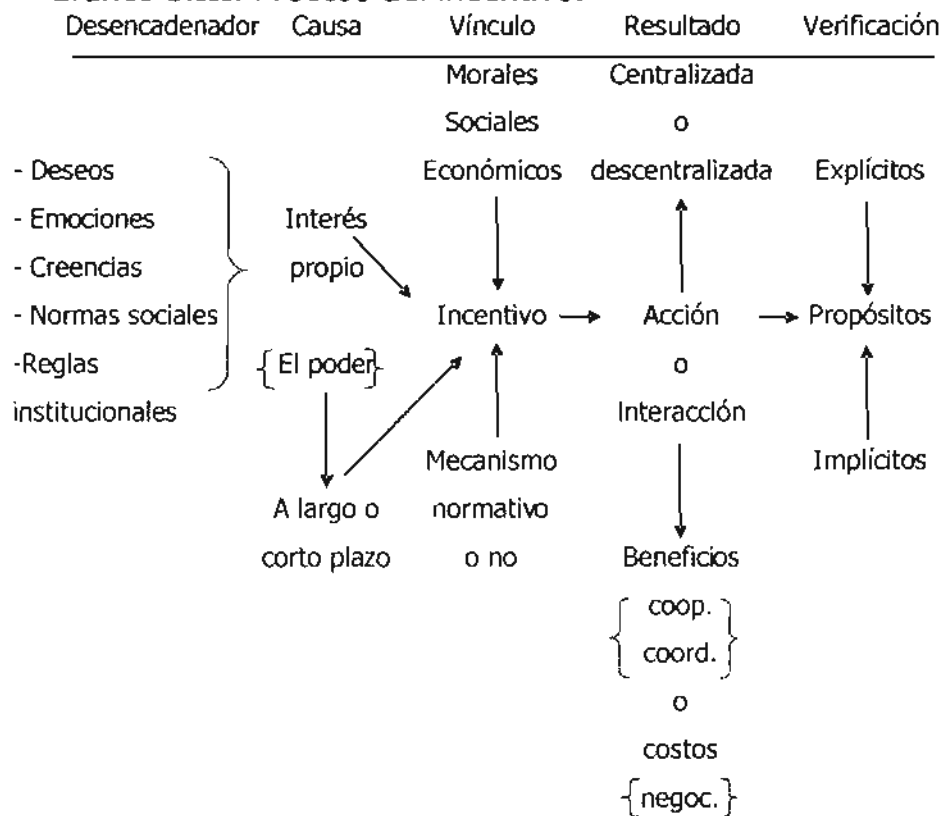 Desencadenador Causa Vínculo Resultado Verificación
- Deseos
- Emociones
- Creencias
- Normas sociales
-Reglas
institucionales
Interés
propio
{ El poder}
A largo o
corto plazo
Morales
Sociales
Económicos
Incentivo
Mecanismo
normativo
o no
Centralizada
o
descentralizada
Acción
o
Interacción
Beneficios
coop.
coord.
o
costos
{negoc.}
Explícitos
Propósitos
Implícitos